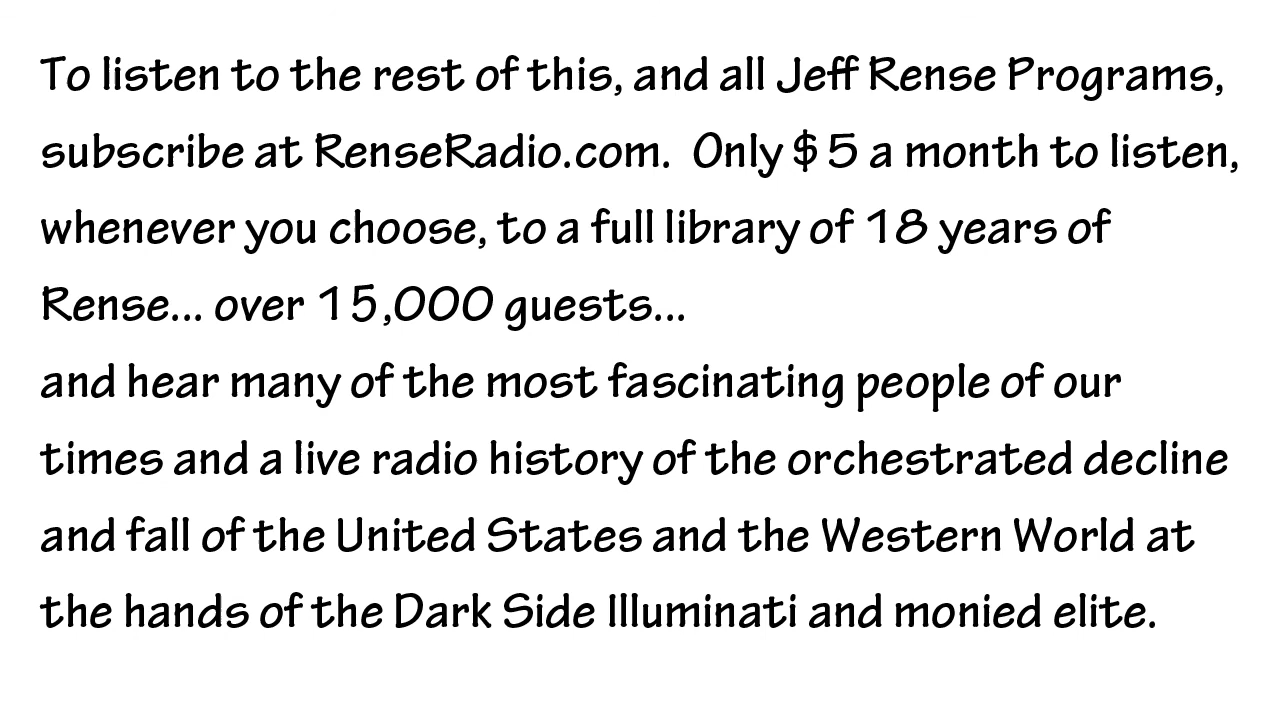 To listen to the rest of this, and all Jeff Rense Programs,
subscribe at RenseRadio.com.  Only $5 a month to listen,
whenever you choose, to a full library of 18 years of
Rense... over 15,000 guests...
and hear many of the most fascinating people of our
times and a live radio history of the orchestrated decline
and fall of the United States and the Western World at
the hands of the Dark Side Illuminati and monied elite.